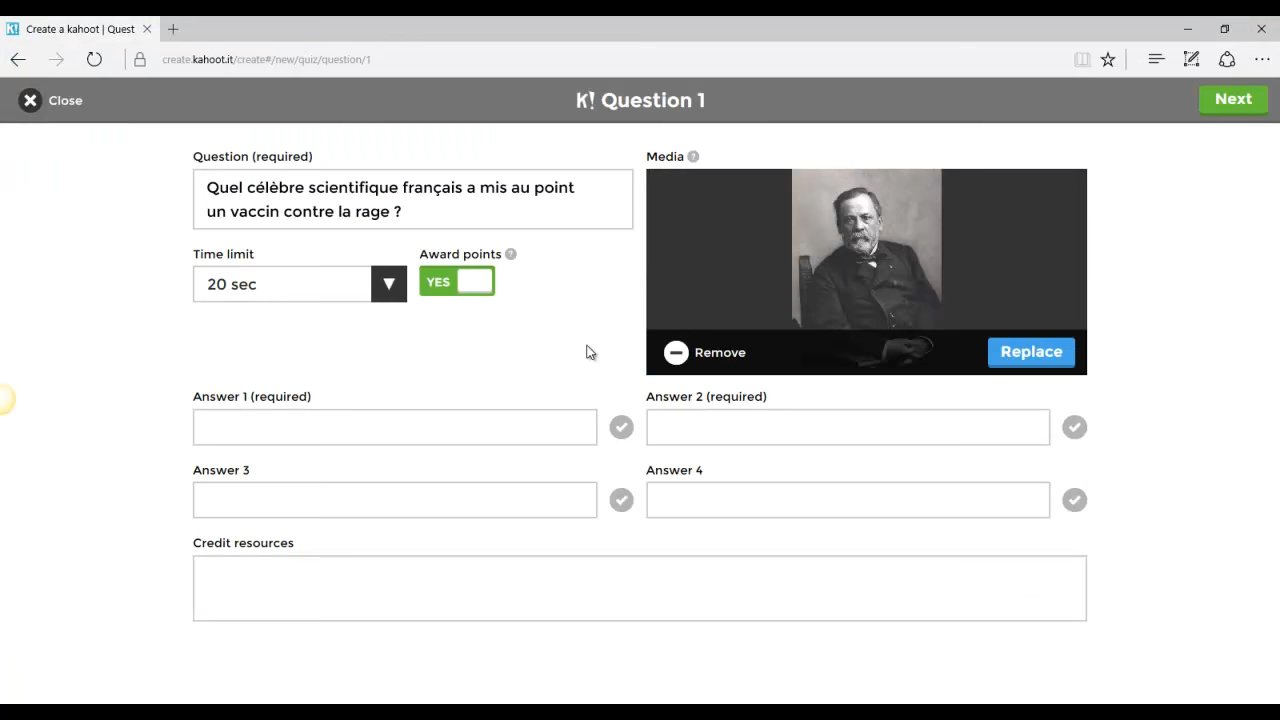 K! Create a kahoot | Quest
create.kahoot.it/create#/new/quiz/question/1
Close
K! Question 1
Next
Question (required)
Quel célèbre scientifique français a mis au point
un vaccin contre la rage ?
Media ?
Time limit
20 sec
Award points ?
YES
Remove
Replace
Answer 1 (required)
Answer 2 (required)
Answer 3
Answer 4
Credit resources